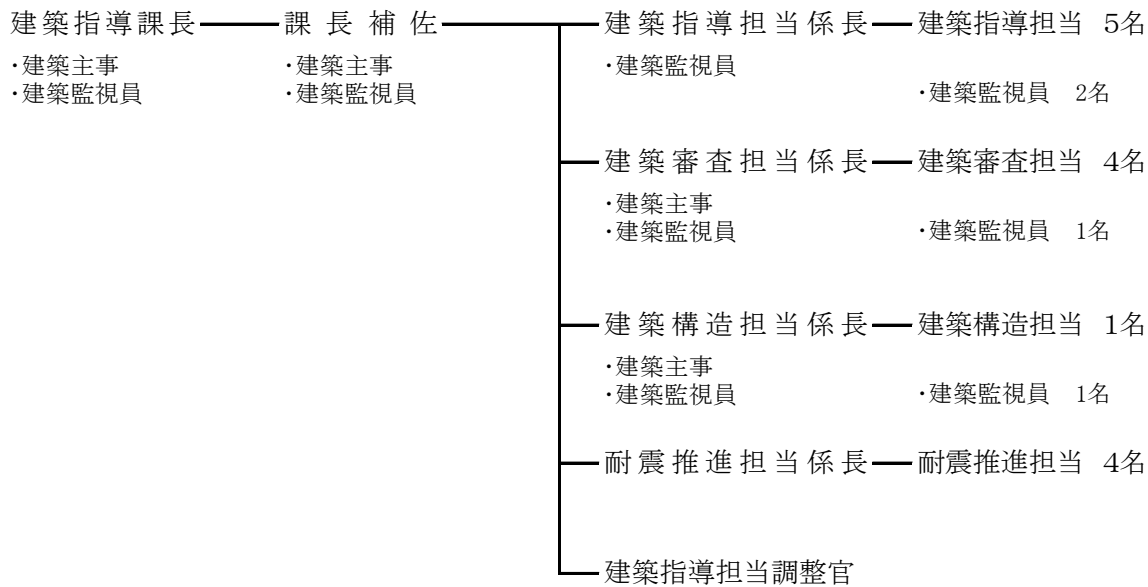 建築指導課長 課長補佐 建築指導担当係長 建築指導担当 5名
・建築主事 ・建築主事 ・建築監視員
・建築監視員 ・建築監視員 ・建築監視員 2名
建築審査担当係長 建築審査担当 4名
・建築主事
・建築監視員 ・建築監視員 1名
建築構造担当係長 建築構造担当 1名
・建築主事
・建築監視員 ・建築監視員 1名
耐震推進担当係長 耐震推進担当 4名
建築指導担当調整官